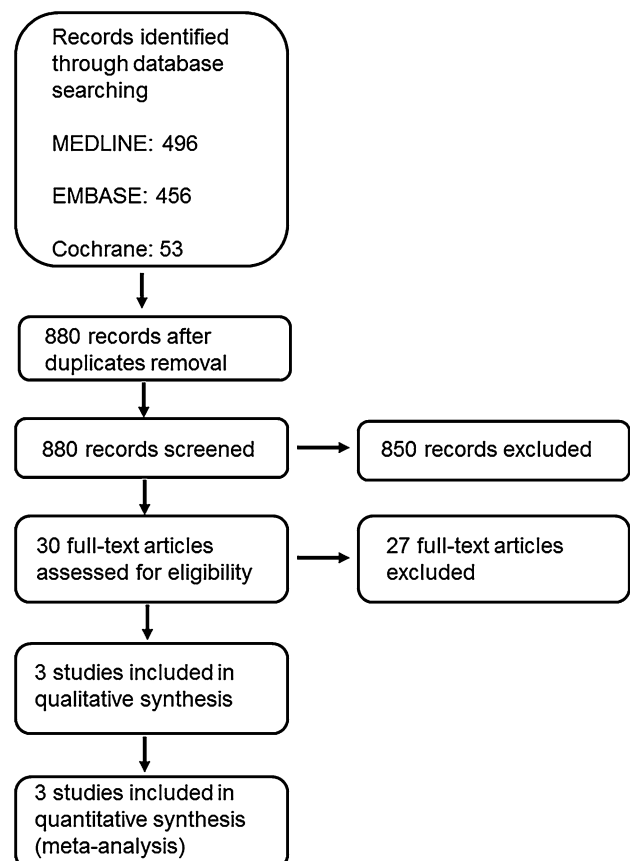 Records identified
through database
searching
MEDLINE: 496
EMBASE: 456
Cochrane: 53
880 records after
duplicates removal
880 records screened
850 records excluded
30 full-text articles
assessed for eligibility
27 full-text articles
excluded
3 studies included in
qualitative synthesis
3 studies included in
quantitative synthesis
(meta-analysis)